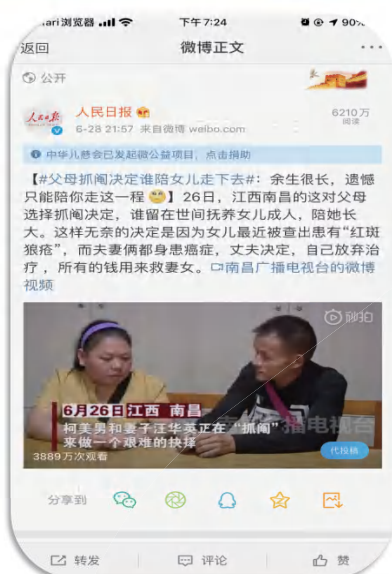 ari浏览器
下午7:24
90%
返回
微博正文
公开
人民日报
人民日报
6210万
阅读
6-28 21:57 来自微博 weibo.com
中华儿慈会已发起微公益项目，点击捐助
【#父母抓阄决定谁陪女儿走下去#：余生很长，遗憾
只能陪你走这一程 】26日，江西南昌的这对父母
选择抓阄决定，谁留在世间抚养女儿成人，陪她长
大。这样无奈的决定是因为女儿最近被查出患有“红斑
狼疮”，而夫妻俩都身患癌症，丈夫决定，自己放弃治
疗 ，所有的钱用来救妻女。南昌广播电视台的微博
视频
秒拍
6月26日江西 南昌
柯美男和妻子汪华英正在“抓阄”
来做一个艰难的抉择
广播电视台
3889万次观看
代投稿
分享到
转发
评论
赞